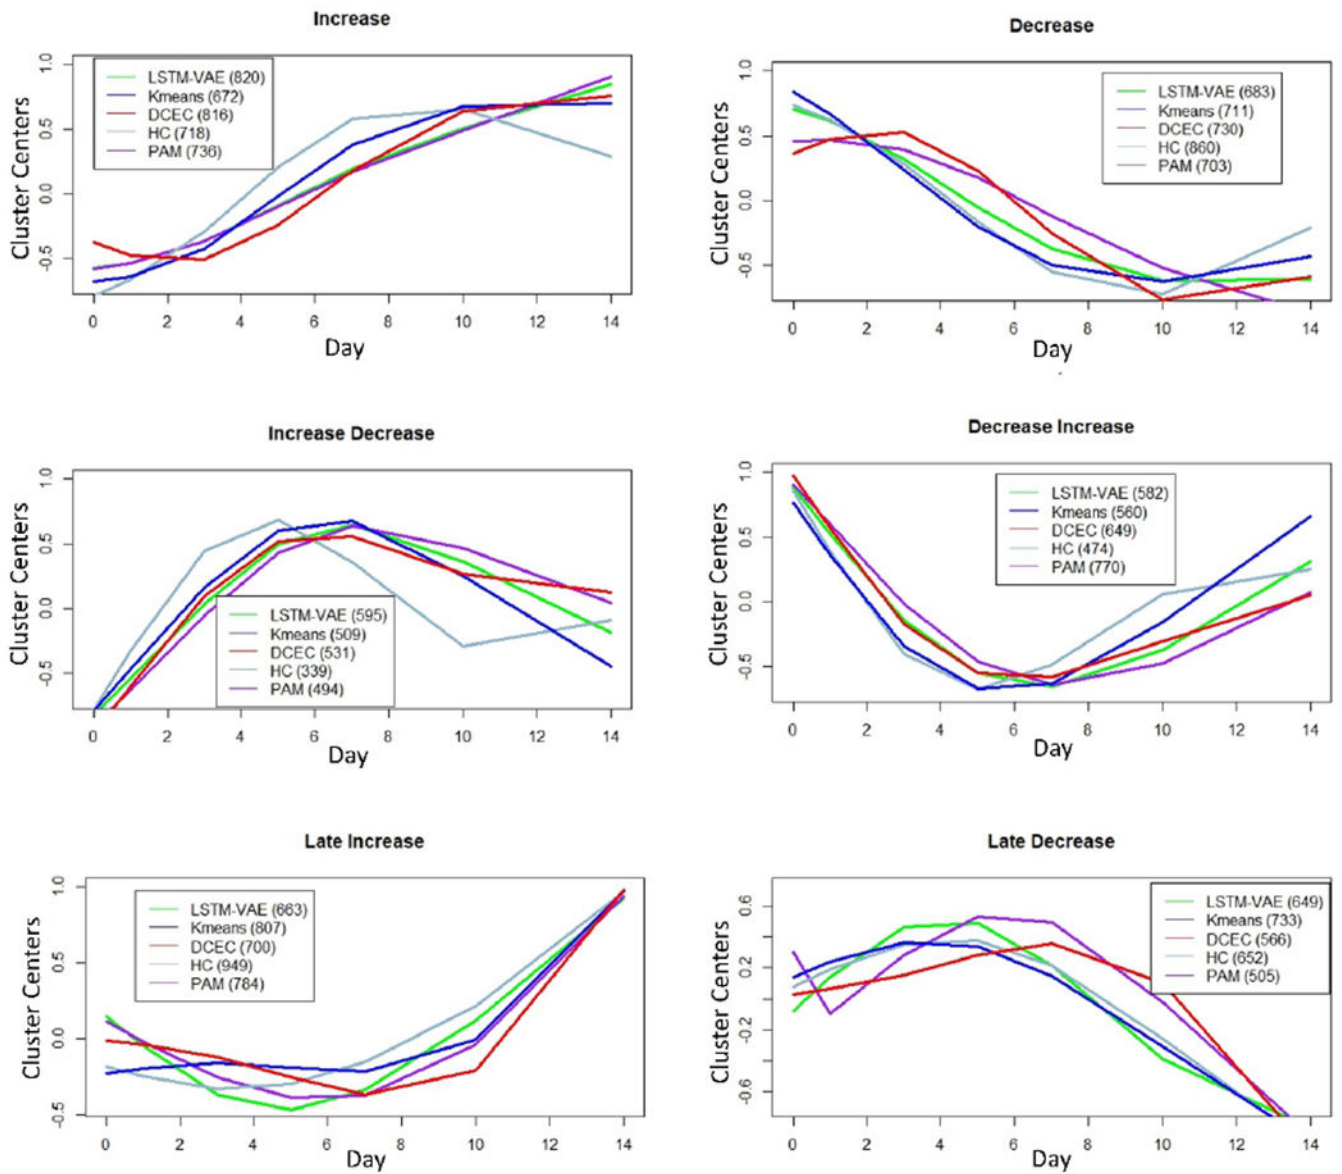 Increase
Cluster Centers
1.0
0.5
0.0
-0.5
LSTM-VAE (820)
Kmeans (672)
DCEC (816)
HC (718)
PAM (736)
0 2 4 6 8 10 12 14
Day
Decrease
Cluster Centers
1.0
0.5
0.0
-0.5
LSTM-VAE (683)
Kmeans (711)
DCEC (730)
HC (860)
PAM (703)
0 2 4 6 8 10 12 14
Day
Increase Decrease
Cluster Centers
1.0
0.5
0.0
-0.5
LSTM-VAE (595)
Kmeans (509)
DCEC (531)
HC (339)
PAM (494)
0 2 4 6 8 10 12 14
Day
Decrease Increase
Cluster Centers
1.0
0.5
0.0
-0.5
LSTM-VAE (582)
Kmeans (560)
DCEC (649)
HC (474)
PAM (770)
0 2 4 6 8 10 12 14
Day
Late Increase
Cluster Centers
1.0
0.5
0.0
-0.5
LSTM-VAE (663)
Kmeans (807)
DCEC (700)
HC (949)
PAM (784)
0 2 4 6 8 10 12 14
Day
Late Decrease
Cluster Centers
0.6
0.2
-0.2
-0.6
LSTM-VAE (649)
Kmeans (733)
DCEC (566)
HC (652)
PAM (505)
0 2 4 6 8 10 12 14
Day